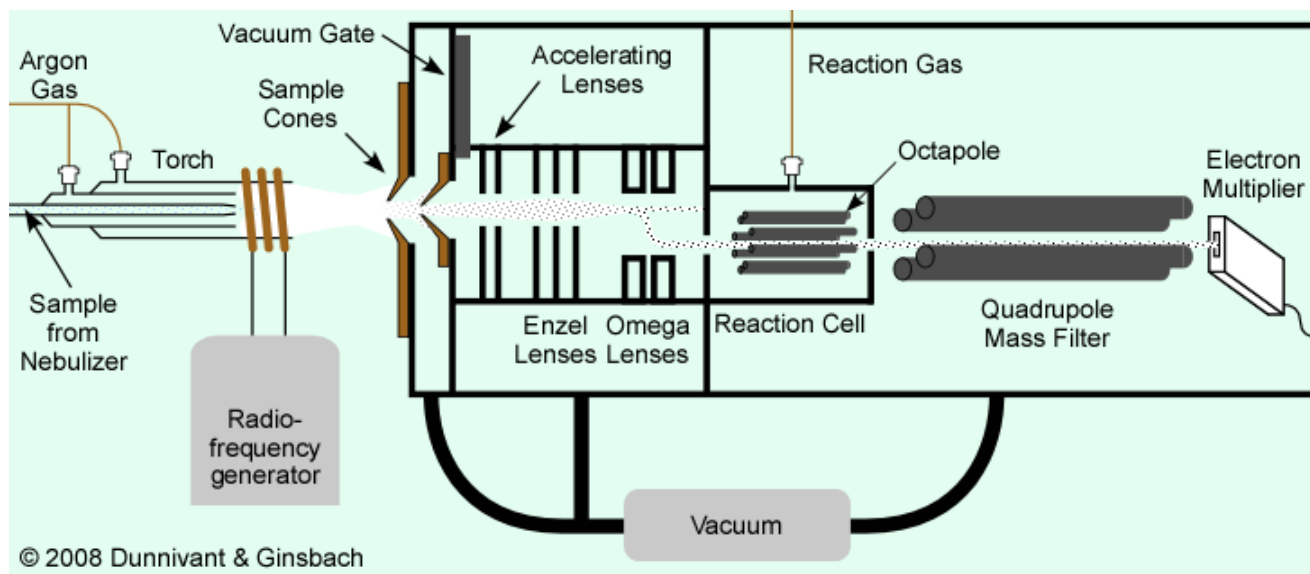 Vacuum Gate
Argon
Gas
Sample
Cones
Accelerating
Lenses
Reaction Gas
Torch
Octapole
Electron
Multiplier
Sample
from
Nebulizer
Enzel
Lenses
Omega
Lenses
Reaction Cell
Quadrupole
Mass Filter
Radio-
frequency
generator
Vacuum
© 2008 Dunnivant & Ginsbach